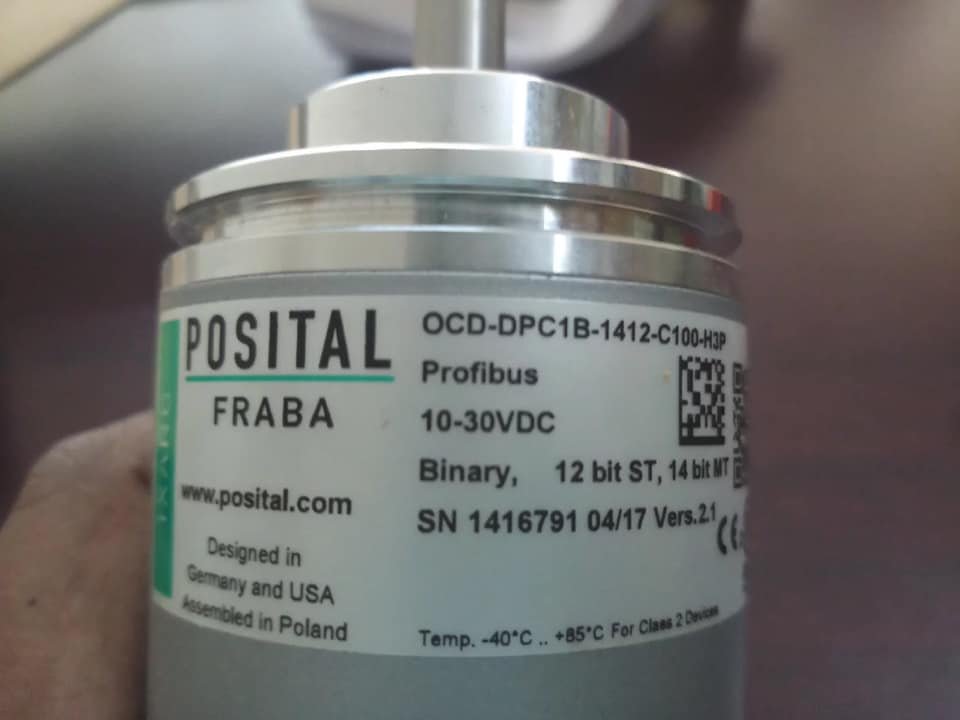 POSITAL
FRABA
www.posital.com
Designed in
Germany and USA
Assembled in Poland
OCD-DPC1B-1412-C100-H3P
Profibus
10-30VDC
Binary, 12 bit ST, 14 bit MT
SN 1416791 04/17 Vers.2.1
CE
Temp. -40°C .. +85°C For Class 2 Devices